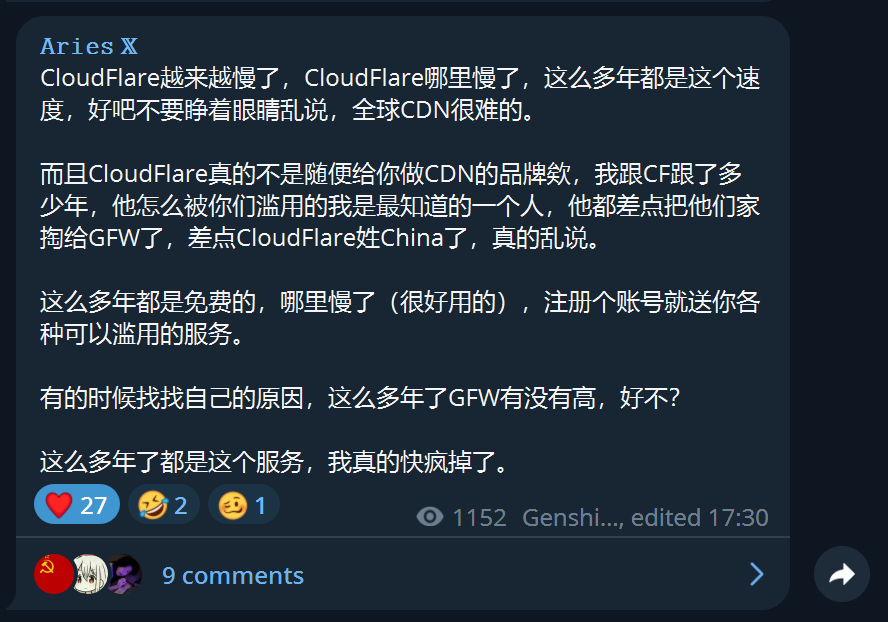 Aries 𝕏
CloudFlare越来越慢了，CloudFlare哪里慢了，这么多年都是这个速
度，好吧不要睁着眼睛乱说，全球CDN很难的。
而且CloudFlare真的不是随便给你做CDN的品牌欸，我跟CF跟了多
少年，他怎么被你们滥用的我是最知道的一个人，他都差点把他们家
掏给GFW了，差点CloudFlare姓China了，真的乱说。
这么多年都是免费的，哪里慢了（很好用的），注册个账号就送你各
种可以滥用的服务。
有的时候找找自己的原因，这么多年了GFW有没有高，好不？
这么多年了都是这个服务，我真的快疯掉了。
27 2 1
1152 Genshi..., edited 17:30
9 comments